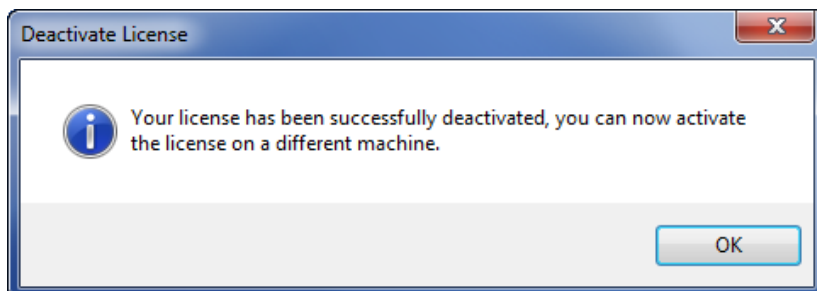 Deactivate License
Your license has been successfully deactivated, you can now activate
the license on a different machine.
OK